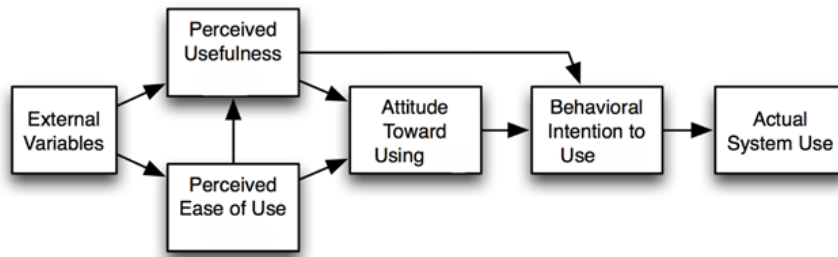 External
Variables
Perceived
Usefulness
Perceived
Ease of Use
Attitude
Toward
Using
Behavioral
Intention to
Use
Actual
System Use